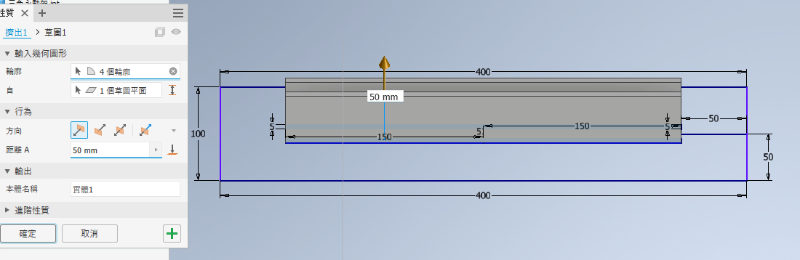 性質 × +
擠出1 > 草圖1
輸入幾何圖形
輪廓 4 個輪廓
自 1 個草圖平面
行為
方向
距離 A 50 mm
輸出
本體名稱 實體1
進階性質
確定 取消
400
50 mm
50
100
5
150
5
150
5
50
400